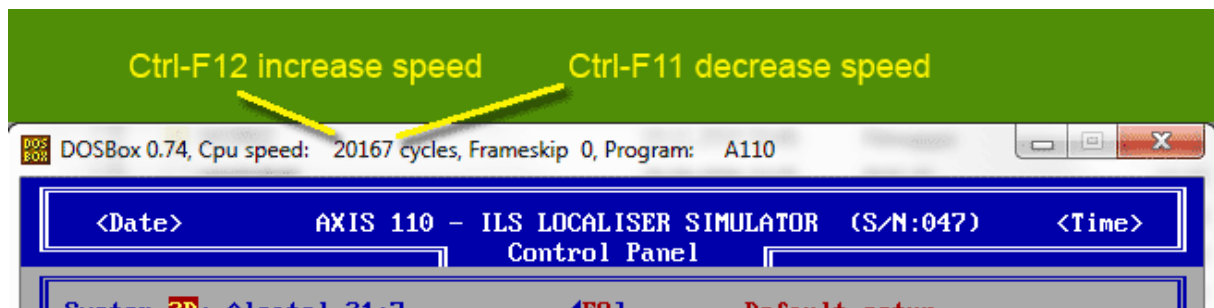 Ctrl-F12 increase speed Ctrl-F11 decrease speed
DOSBox 0.74, Cpu speed: 20167 cycles, Frameskip 0, Program: A110
<Date> AXIS 110 - ILS LOCALISER SIMULATOR (S/N:047) <Time>
Control Panel